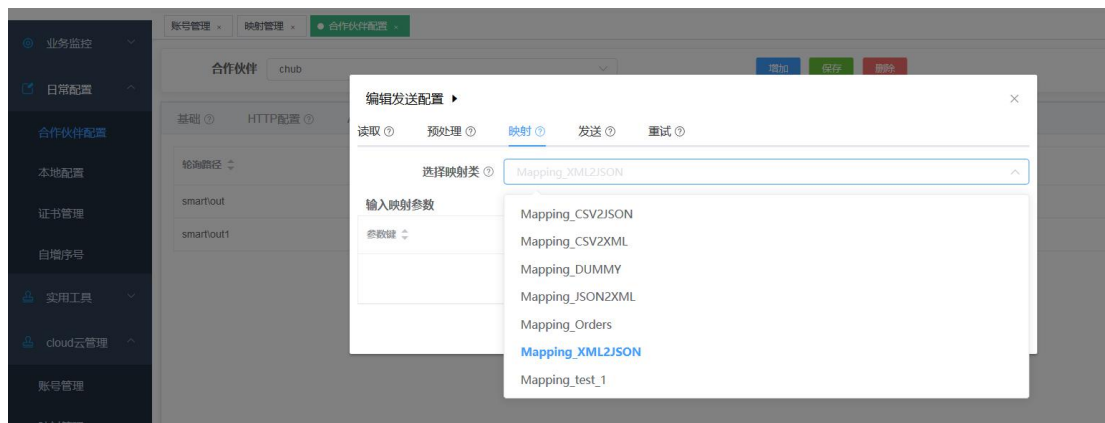 账号管理 ×
映射管理 ×
合作伙伴配置 ×
业务监控
日常配置
合作伙伴配置
本地配置
证书管理
自增序号
实用工具
cloud云管理
账号管理
合作伙伴
chub
增加
保存
删除
基础
HTTP配置
轮询路径
smart\out
smart\out1
编辑发送配置
读取
预处理
映射
发送
重试
选择映射类
Mapping_XML2JSON
输入映射参数
参数键
Mapping_CSV2JSON
Mapping_CSV2XML
Mapping_DUMMY
Mapping_JSON2XML
Mapping_Orders
Mapping_XML2JSON
Mapping_test_1